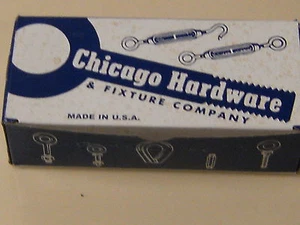 Chicago Hardware
& FIXTURE COMPANY
MADE IN U.S.A.